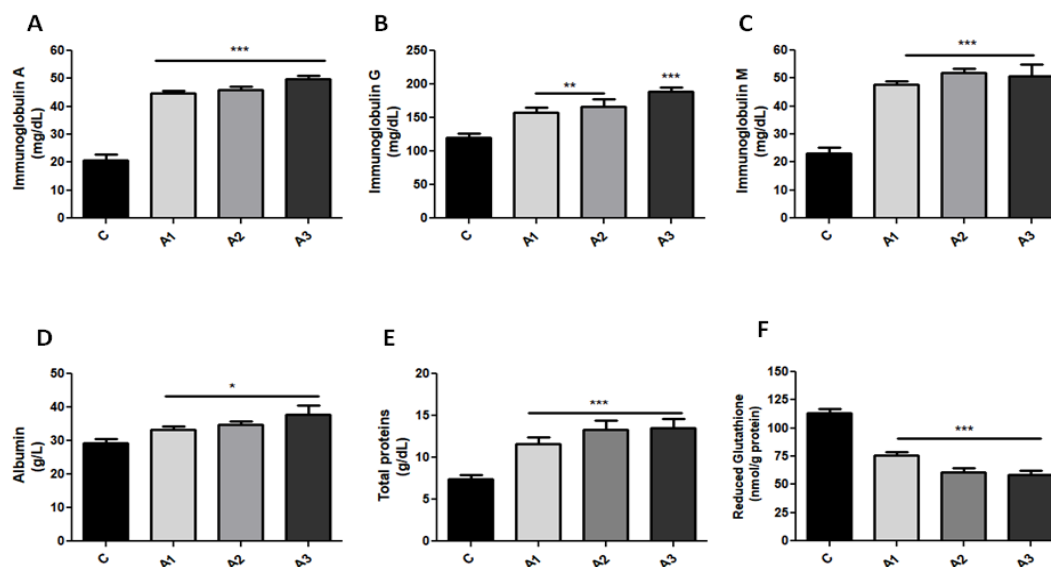 A
Immunoglobulin A
(mg/dL)
60
50
40
30
20
10
0
***
C
A1
A2
A3
B
Immunoglobulin G
(mg/dL)
250
200
150
100
50
0
**
***
C
A1
A2
A3
C
Immunoglobulin M
(mg/dL)
60
50
40
30
20
10
0
***
C
A1
A2
A3
D
Albumin
g/L)
50
40
30
20
10
0
*
C
A1
A2
A3
E
Total proteins
(g/dL)
20
15
10
5
0
***
C
A1
A2
A3
F
Reduced Glutathione
(nmol/g protein)
150
125
100
75
50
25
0
***
C
A1
A2
A3